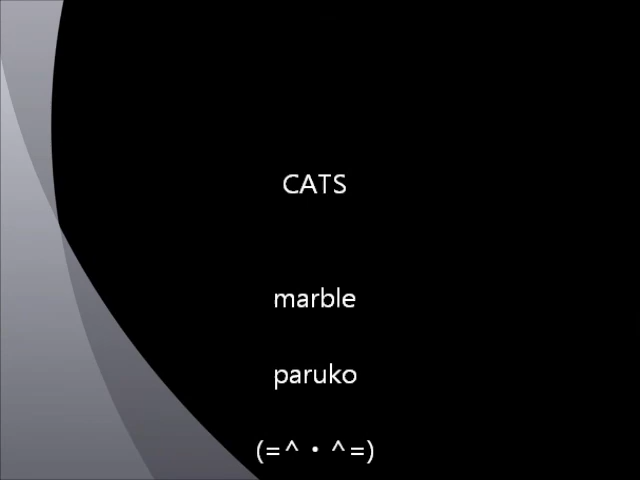 CATS
marble
paruko
(=^・^=)